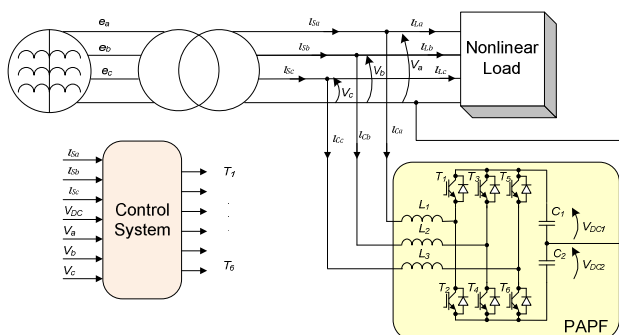 e_a i_Sa i_La
e_b i_Sb i_Lb
e_c i_Sc i_Lc
V_c V_b V_a
Nonlinear
Load
i_Cc i_Cb i_Ca
i_Sa
i_Sb
i_Sc
V_DC
V_a
V_b
V_c
Control
System
T_1
.
.
.
T_6
T_1 T_3 T_5
L_1
L_2
L_3
T_2 T_4 T_6
C_1 V_DC1
C_2 V_DC2
PAPF